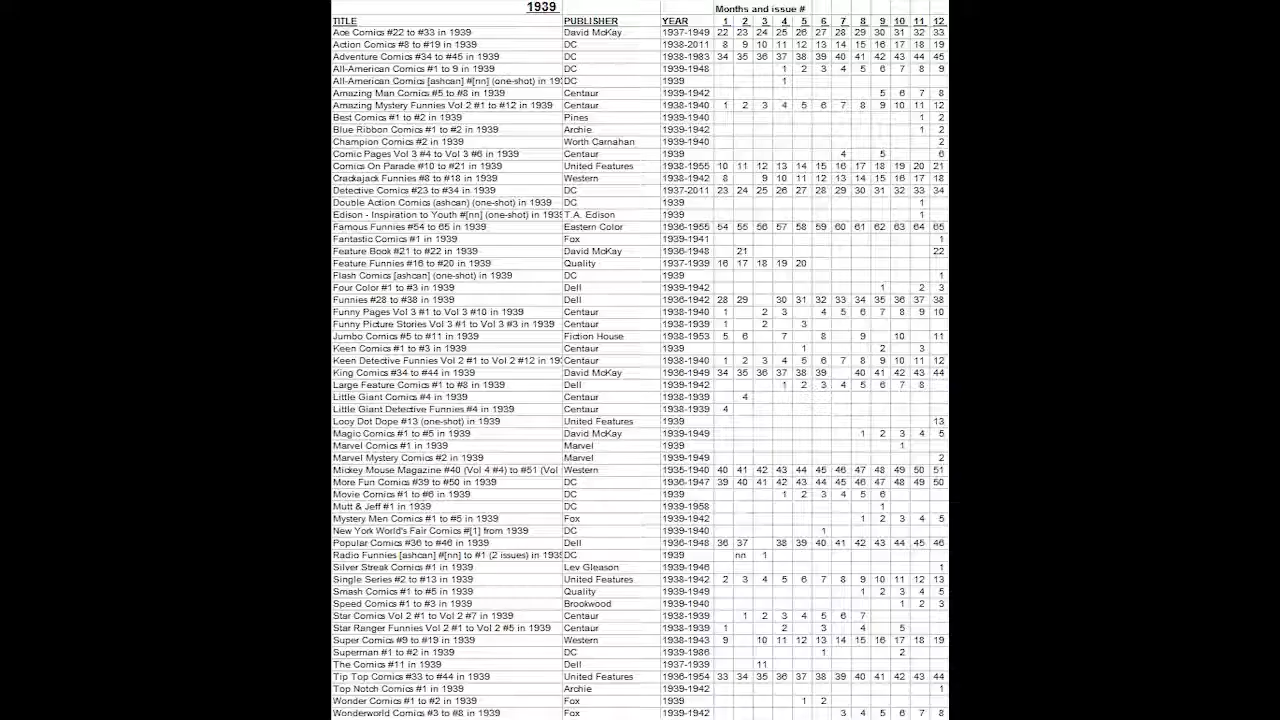 1939 Months and issue #
TITLE PUBLISHER YEAR 1 2 3 4 5 6 7 8 9 10 11 12
Ace Comics #22 to #33 in 1939 David McKay 1937-1949 22 23 24 25 26 27 28 29 30 31 32 33
Action Comics #8 to #19 in 1939 DC 1938-2011 8 9 10 11 12 13 14 15 16 17 18 19
Adventure Comics #34 to #45 in 1939 DC 1938-1983 34 35 36 37 38 39 40 41 42 43 44 45
All-American Comics #1 to 9 in 1939 DC 1939-1948 1 2 3 4 5 6 7 8 9
All-American Comics [ashcan] #[nn] (one-shot) in 19 DC 1939 1
Amazing Man Comics #5 to #8 in 1939 Centaur 1939-1942 5 6 7 8
Amazing Mystery Funnies Vol 2 #1 to #12 in 1939 Centaur 1938-1940 1 2 3 4 5 6 7 8 9 10 11 12
Best Comics #1 to #2 in 1939 Pines 1939-1940 1 2
Blue Ribbon Comics #1 to #2 in 1939 Archie 1939-1942 1 2
Champion Comics #2 in 1939 Worth Carnahan 1939-1940 2
Comic Pages Vol 3 #4 to Vol 3 #6 in 1939 Centaur 1939 4 5 6
Comics On Parade #10 to #21 in 1939 United Features 1938-1955 10 11 12 13 14 15 16 17 18 19 20 21
Crackajack Funnies #8 to #18 in 1939 Western 1938-1942 8 9 10 11 12 13 14 15 16 17 18
Detective Comics #23 to #34 in 1939 DC 1937-2011 23 24 25 26 27 28 29 30 31 32 33 34
Double Action Comics (ashcan) (one-shot) in 1939 DC 1939 1
Edison - Inspiration to Youth #[nn] (one-shot) in 193 T.A. Edison 1939 1
Famous Funnies #54 to 65 in 1939 Eastern Color 1936-1955 54 55 56 57 58 59 60 61 62 63 64 65
Fantastic Comics #1 in 1939 Fox 1939-1941 1
Feature Book #21 to #22 in 1939 David McKay 1936-1948 21 22
Feature Funnies #16 to #20 in 1939 Quality 1937-1939 16 17 18 19 20
Flash Comics [ashcan] (one-shot) in 1939 DC 1939 1
Four Color #1 to #3 in 1939 Dell 1939-1942 1 2 3
Funnies #28 to #38 in 1939 Dell 1936-1942 28 29 30 31 32 33 34 35 36 37 38
Funny Pages Vol 3 #1 to Vol 3 #10 in 1939 Centaur 1938-1940 1 2 3 4 5 6 7 8 9 10
Funny Picture Stories Vol 3 #1 to Vol 3 #3 in 1939 Centaur 1938-1939 1 2 3
Jumbo Comics #5 to #11 in 1939 Fiction House 1938-1953 5 6 7 8 9 10 11
Keen Comics #1 to #3 in 1939 Centaur 1939 1 2 3
Keen Detective Funnies Vol 2 #1 to Vol 2 #12 in 19 Centaur 1938-1940 1 2 3 4 5 6 7 8 9 10 11 12
King Comics #34 to #44 in 1939 David McKay 1936-1949 34 35 36 37 38 39 40 41 42 43 44
Large Feature Comics #1 to #8 in 1939 Dell 1939-1942 1 2 3 4 5 6 7 8
Little Giant Comics #4 in 1939 Centaur 1938-1939 4
Little Giant Detective Funnies #4 in 1939 Centaur 1938-1939 4
Looy Dot Dope #13 (one-shot) in 1939 United Features 1939 13
Magic Comics #1 to #5 in 1939 David McKay 1939-1949 1 2 3 4 5
Marvel Comics #1 in 1939 Marvel 1939 1
Marvel Mystery Comics #2 in 1939 Marvel 1939-1949 2
Mickey Mouse Magazine #40 (Vol 4 #4) to #51 (Vol Western 1935-1940 40 41 42 43 44 45 46 47 48 49 50 51
More Fun Comics #39 to #50 in 1939 DC 1936-1947 39 40 41 42 43 44 45 46 47 48 49 50
Movie Comics #1 to #6 in 1939 DC 1939 1 2 3 4 5 6
Mutt & Jeff #1 in 1939 DC 1939-1958 1
Mystery Men Comics #1 to #5 in 1939 Fox 1939-1942 1 2 3 4 5
New York World's Fair Comics #[1] from 1939 DC 1939-1940 1
Popular Comics #36 to #46 in 1939 Dell 1936-1948 36 37 38 39 40 41 42 43 44 45 46
Radio Funnies [ashcan] #[nn] to #1 (2 issues) in 193 DC 1939 nn 1
Silver Streak Comics #1 in 1939 Lev Gleason 1939-1946 1
Single Series #2 to #13 in 1939 United Features 1938-1942 2 3 4 5 6 7 8 9 10 11 12 13
Smash Comics #1 to #5 in 1939 Quality 1939-1949 1 2 3 4 5
Speed Comics #1 to #3 in 1939 Brookwood 1939-1940 1 2 3
Star Comics Vol 2 #1 to Vol 2 #7 in 1939 Centaur 1938-1939 1 2 3 4 5 6 7
Star Ranger Funnies Vol 2 #1 to Vol 2 #5 in 1939 Centaur 1938-1939 1 2 3 4 5
Super Comics #9 to #19 in 1939 Western 1938-1943 9 10 11 12 13 14 15 16 17 18 19
Superman #1 to #2 in 1939 DC 1939-1986 1 2
The Comics #11 in 1939 Dell 1937-1939 11
Tip Top Comics #33 to #44 in 1939 United Features 1936-1954 33 34 35 36 37 38 39 40 41 42 43 44
Top Notch Comics #1 in 1939 Archie 1939-1942 1
Wonder Comics #1 to #2 in 1939 Fox 1939 1 2
Wonderworld Comics #3 to #8 in 1939 Fox 1939-1942 3 4 5 6 7 8